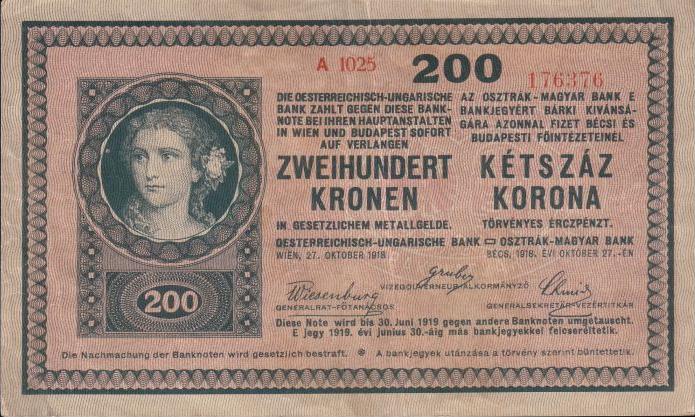 A 1025
200
176376
DIE OESTERREICHISCH-UNGARISCHE
BANK ZAHLT GEGEN DIESE BANK-
NOTE BEI IHREN HAUPTANSTALTEN
IN WIEN UND BUDAPEST SOFORT
AUF VERLANGEN
ZWEIHUNDERT
KRONEN
IN GESETZLICHEM METALLGELDE.
AZ OSZTRÁK-MAGYAR BANK E
BANKJEGYÉRT BÁRKI KIVÁNSÁ-
GÁRA AZONNAL FIZET BÉCSI ÉS
BUDAPESTI FŐINTÉZETEINÉL
KÉTSZÁZ
KORONA
TÖRVÉNYES ÉRCZPÉNZT.
OESTERREICHISCH-UNGARISCHE BANK
OSZTRÁK-MAGYAR BANK
WIEN, 27. OKTOBER 1918.
BÉCS, 1918. ÉVI OKTOBER 27.-ÉN
Gruber
VIZEGOUVERNEUR-ALKORMÁNYZÓ
Wiesenburg
GENERALRAT-FŐTANÁCSOS
GENERALSEKRETÄR-VEZÉRTITKÁR
200
Diese Note wird bis 30. Juni 1919 gegen andere Banknoten umgetauscht.
E jegy 1919. évi junius 30.-áig más bankjegyekkel felcseréltetik.
Die Nachmachung der Banknoten wird gesetzlich bestraft.
A bankjegyek utánzása a törvény szerint büntettetik.